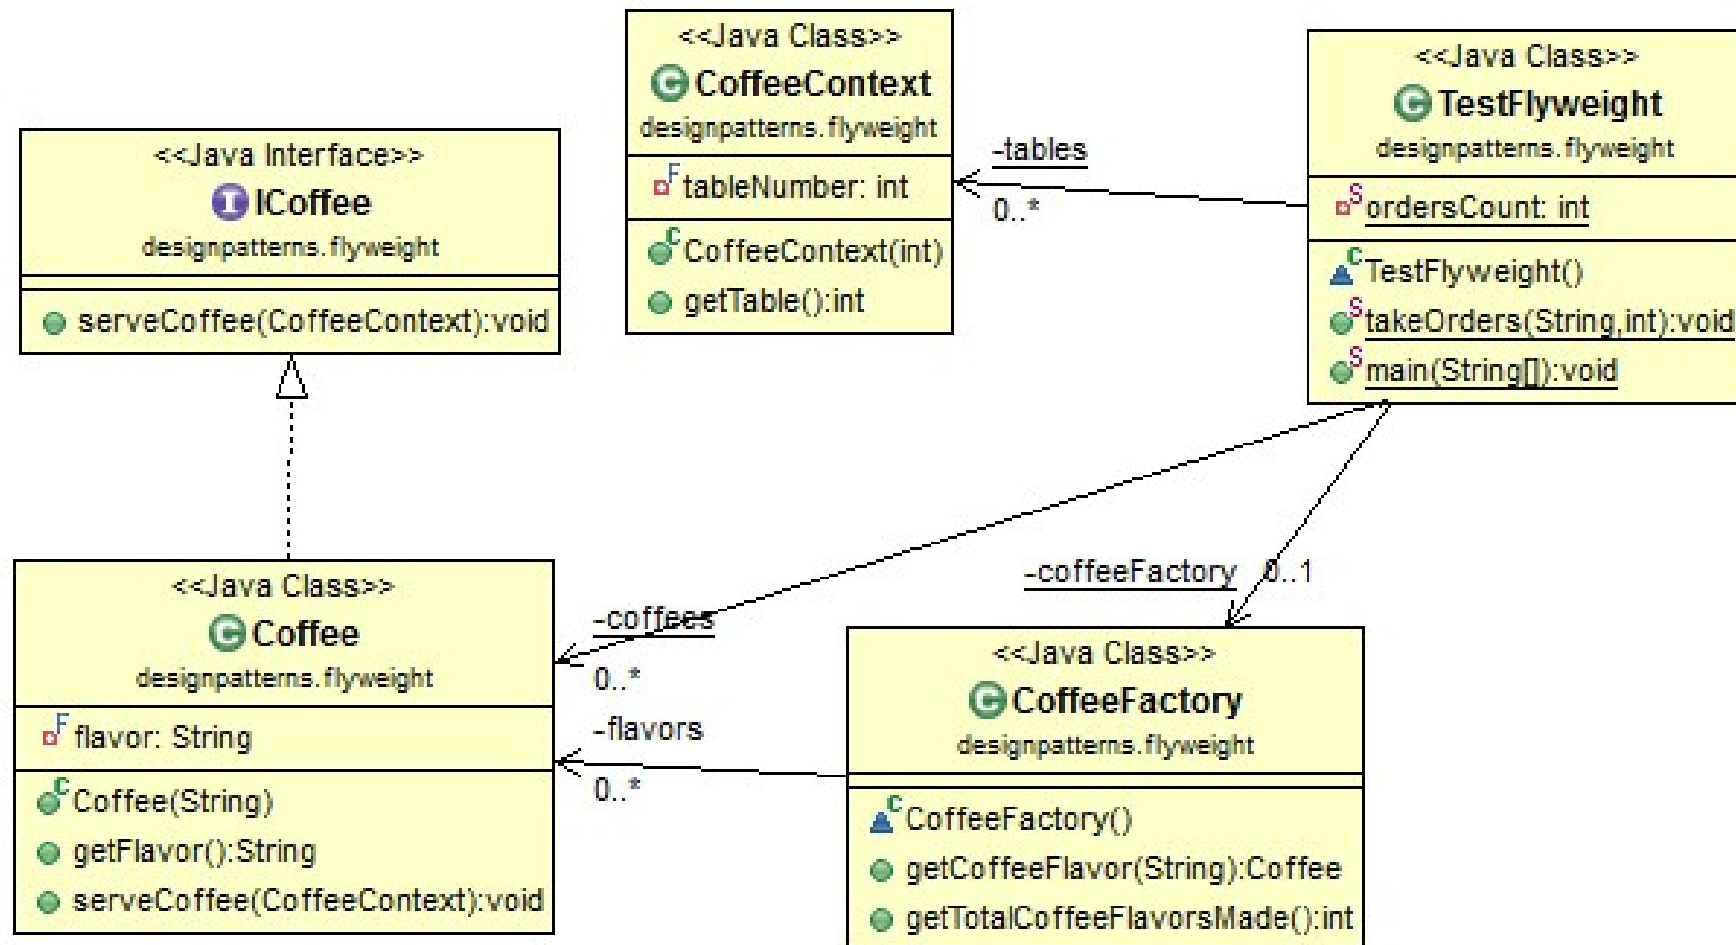 <<Java Interface>>
ICoffee
designpatterns.flyweight
serveCoffee(CoffeeContext):void
<<Java Class>>
CoffeeContext
designpatterns.flyweight
tableNumber: int
CoffeeContext(int)
getTable():int
-tables
0..*
<<Java Class>>
TestFlyweight
designpatterns.flyweight
ordersCount: int
TestFlyweight()
takeOrders(String,int):void
main(String[]):void
-coffees
0..*
-coffeeFactory 0..1
<<Java Class>>
Coffee
designpatterns.flyweight
flavor: String
Coffee(String)
getFlavor():String
serveCoffee(CoffeeContext):void
-flavors
0..*
<<Java Class>>
CoffeeFactory
designpatterns.flyweight
CoffeeFactory()
getCoffeeFlavor(String):Coffee
getTotalCoffeeFlavorsMade():int